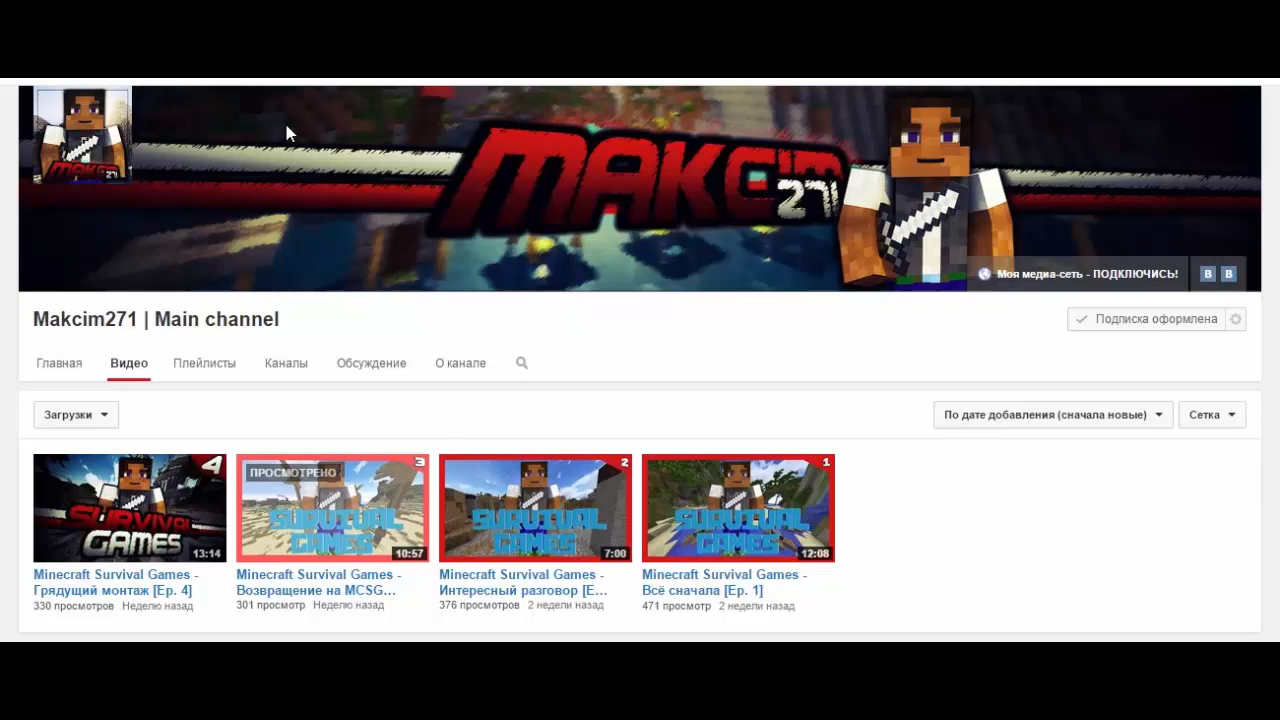 MAKCIM
271
MAKC
271
Моя медиа-сеть - ПОДКЛЮЧИСЬ!
B B
Makcim271 | Main channel
Подписка оформлена
Главная Видео Плейлисты Каналы Обсуждение О канале
Загрузки
По дате добавления (сначала новые)
Сетка
4
SURVIVAL
GAMES
13:14
ПРОСМОТРЕНО
3
SURVIVAL
GAMES
10:57
2
SURVIVAL
GAMES
7:00
1
SURVIVAL
GAMES
12:08
Minecraft Survival Games -
Грядущий монтаж [Ep. 4]
330 просмотров Неделю назад
Minecraft Survival Games -
Возвращение на MCSG...
301 просмотр Неделю назад
Minecraft Survival Games -
Интересный разговор [E...
376 просмотров 2 недели назад
Minecraft Survival Games -
Всё сначала [Ep. 1]
471 просмотр 2 недели назад